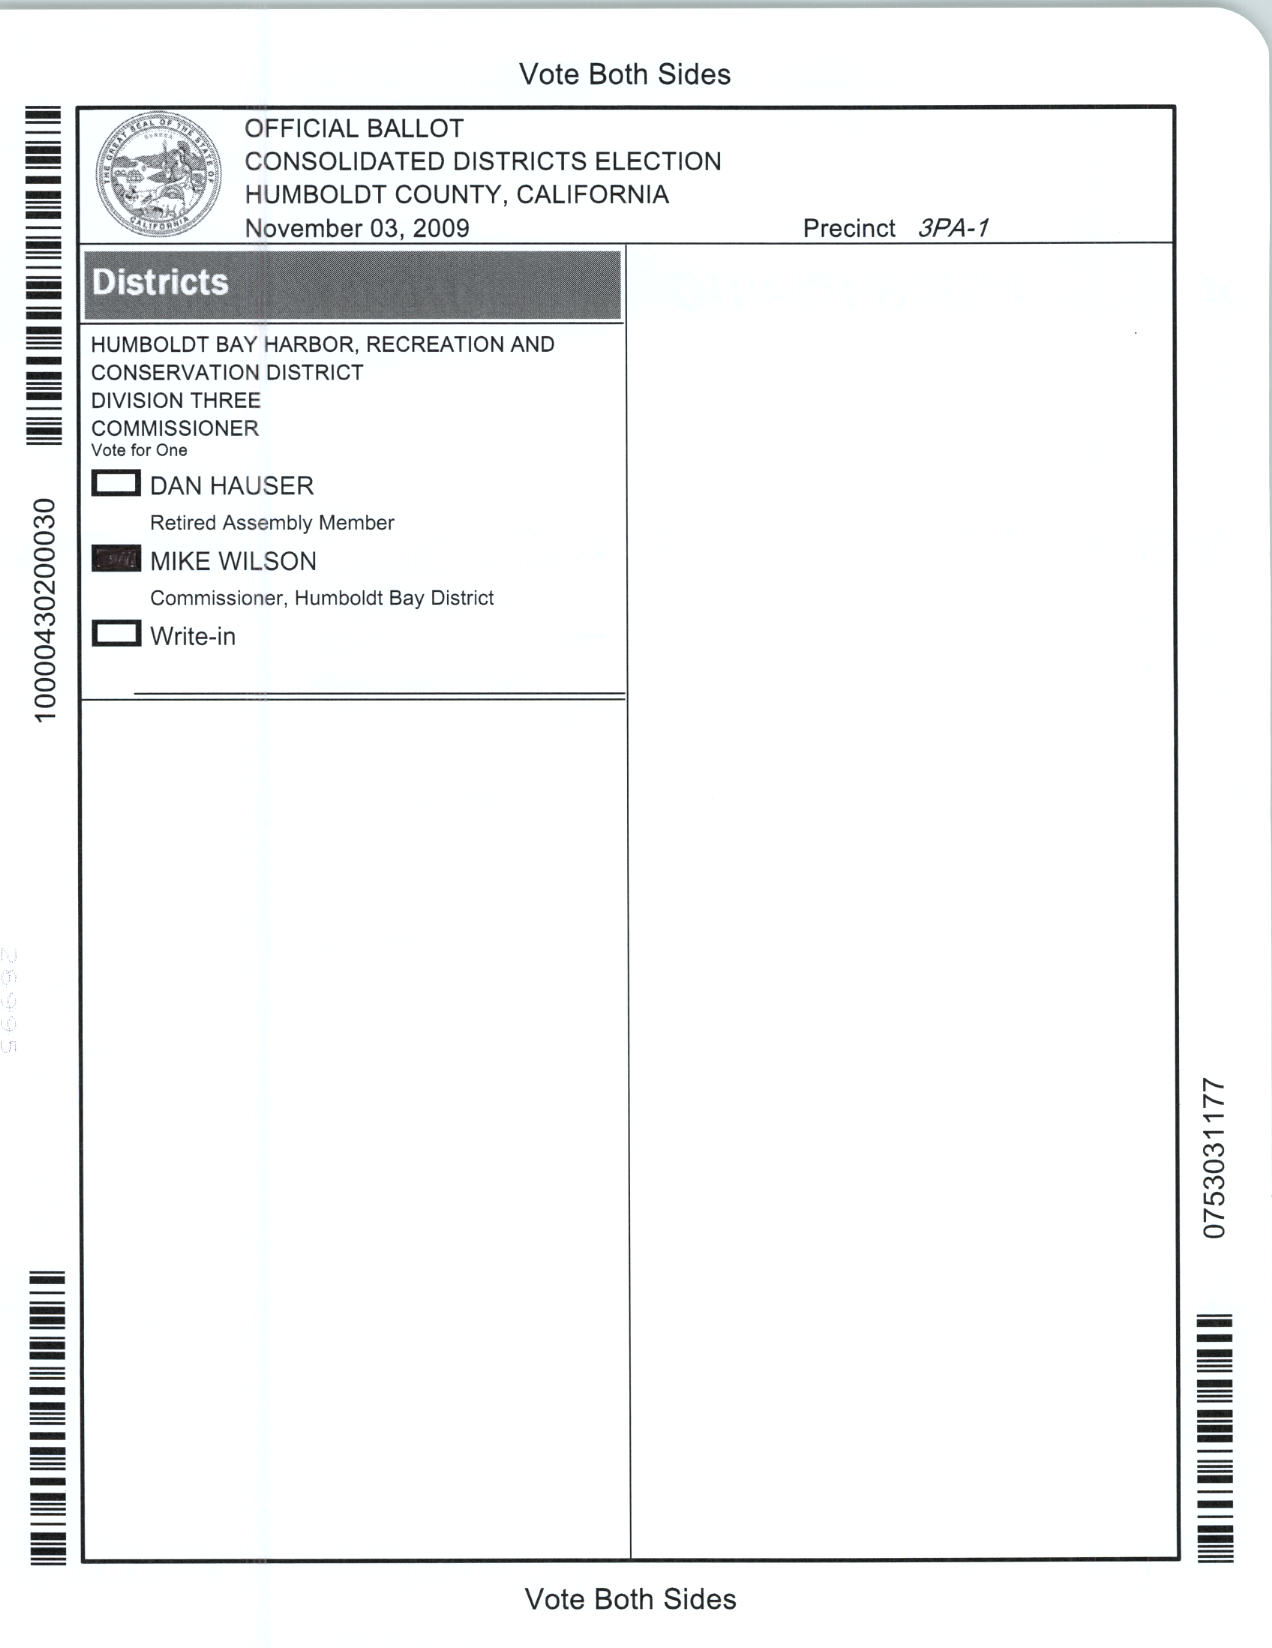 Vote Both Sides
OFFICIAL BALLOT
CONSOLIDATED DISTRICTS ELECTION
HUMBOLDT COUNTY, CALIFORNIA
November 03, 2009 Precinct 3PA-1
THE GREAT SEAL OF THE STATE OF CALIFORNIA
EUREKA
Districts
HUMBOLDT BAY HARBOR, RECREATION AND
CONSERVATION DISTRICT
DIVISION THREE
COMMISSIONER
Vote for One
DAN HAUSER
Retired Assembly Member
MIKE WILSON
Commissioner, Humboldt Bay District
Write-in
10000430200030
26995
0753031177
Vote Both Sides